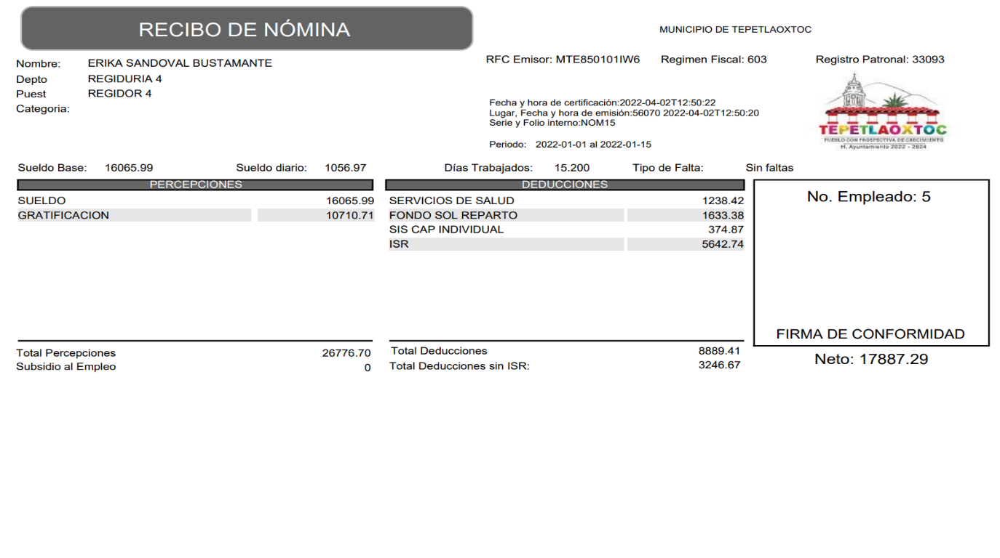 RECIBO DE NÓMINA
MUNICIPIO DE TEPETLAOXTOC
RFC Emisor: MTE850101IW6 Regimen Fiscal: 603 Registro Patronal: 33093
Nombre: ERIKA SANDOVAL BUSTAMANTE
Depto REGIDURIA 4
Puest REGIDOR 4
Categoria:
Fecha y hora de certificación:2022-04-02T12:50:22
Lugar, Fecha y hora de emisión:56070 2022-04-02T12:50:20
Serie y Folio interno:NOM15
Periodo: 2022-01-01 al 2022-01-15
TEPETLAOXTOC
PUEBLO CON PROSPECTIVA DE CRECIMIENTO
H. Ayuntamiento 2022 - 2024
Sueldo Base: 16065.99 Sueldo diario: 1056.97 Días Trabajados: 15.200 Tipo de Falta: Sin faltas
PERCEPCIONES DEDUCCIONES
SUELDO 16065.99 SERVICIOS DE SALUD 1238.42
GRATIFICACION 10710.71 FONDO SOL REPARTO 1633.38
SIS CAP INDIVIDUAL 374.87
ISR 5642.74
No. Empleado: 5
FIRMA DE CONFORMIDAD
Total Percepciones 26776.70 Total Deducciones 8889.41
Subsidio al Empleo 0 Total Deducciones sin ISR: 3246.67
Neto: 17887.29